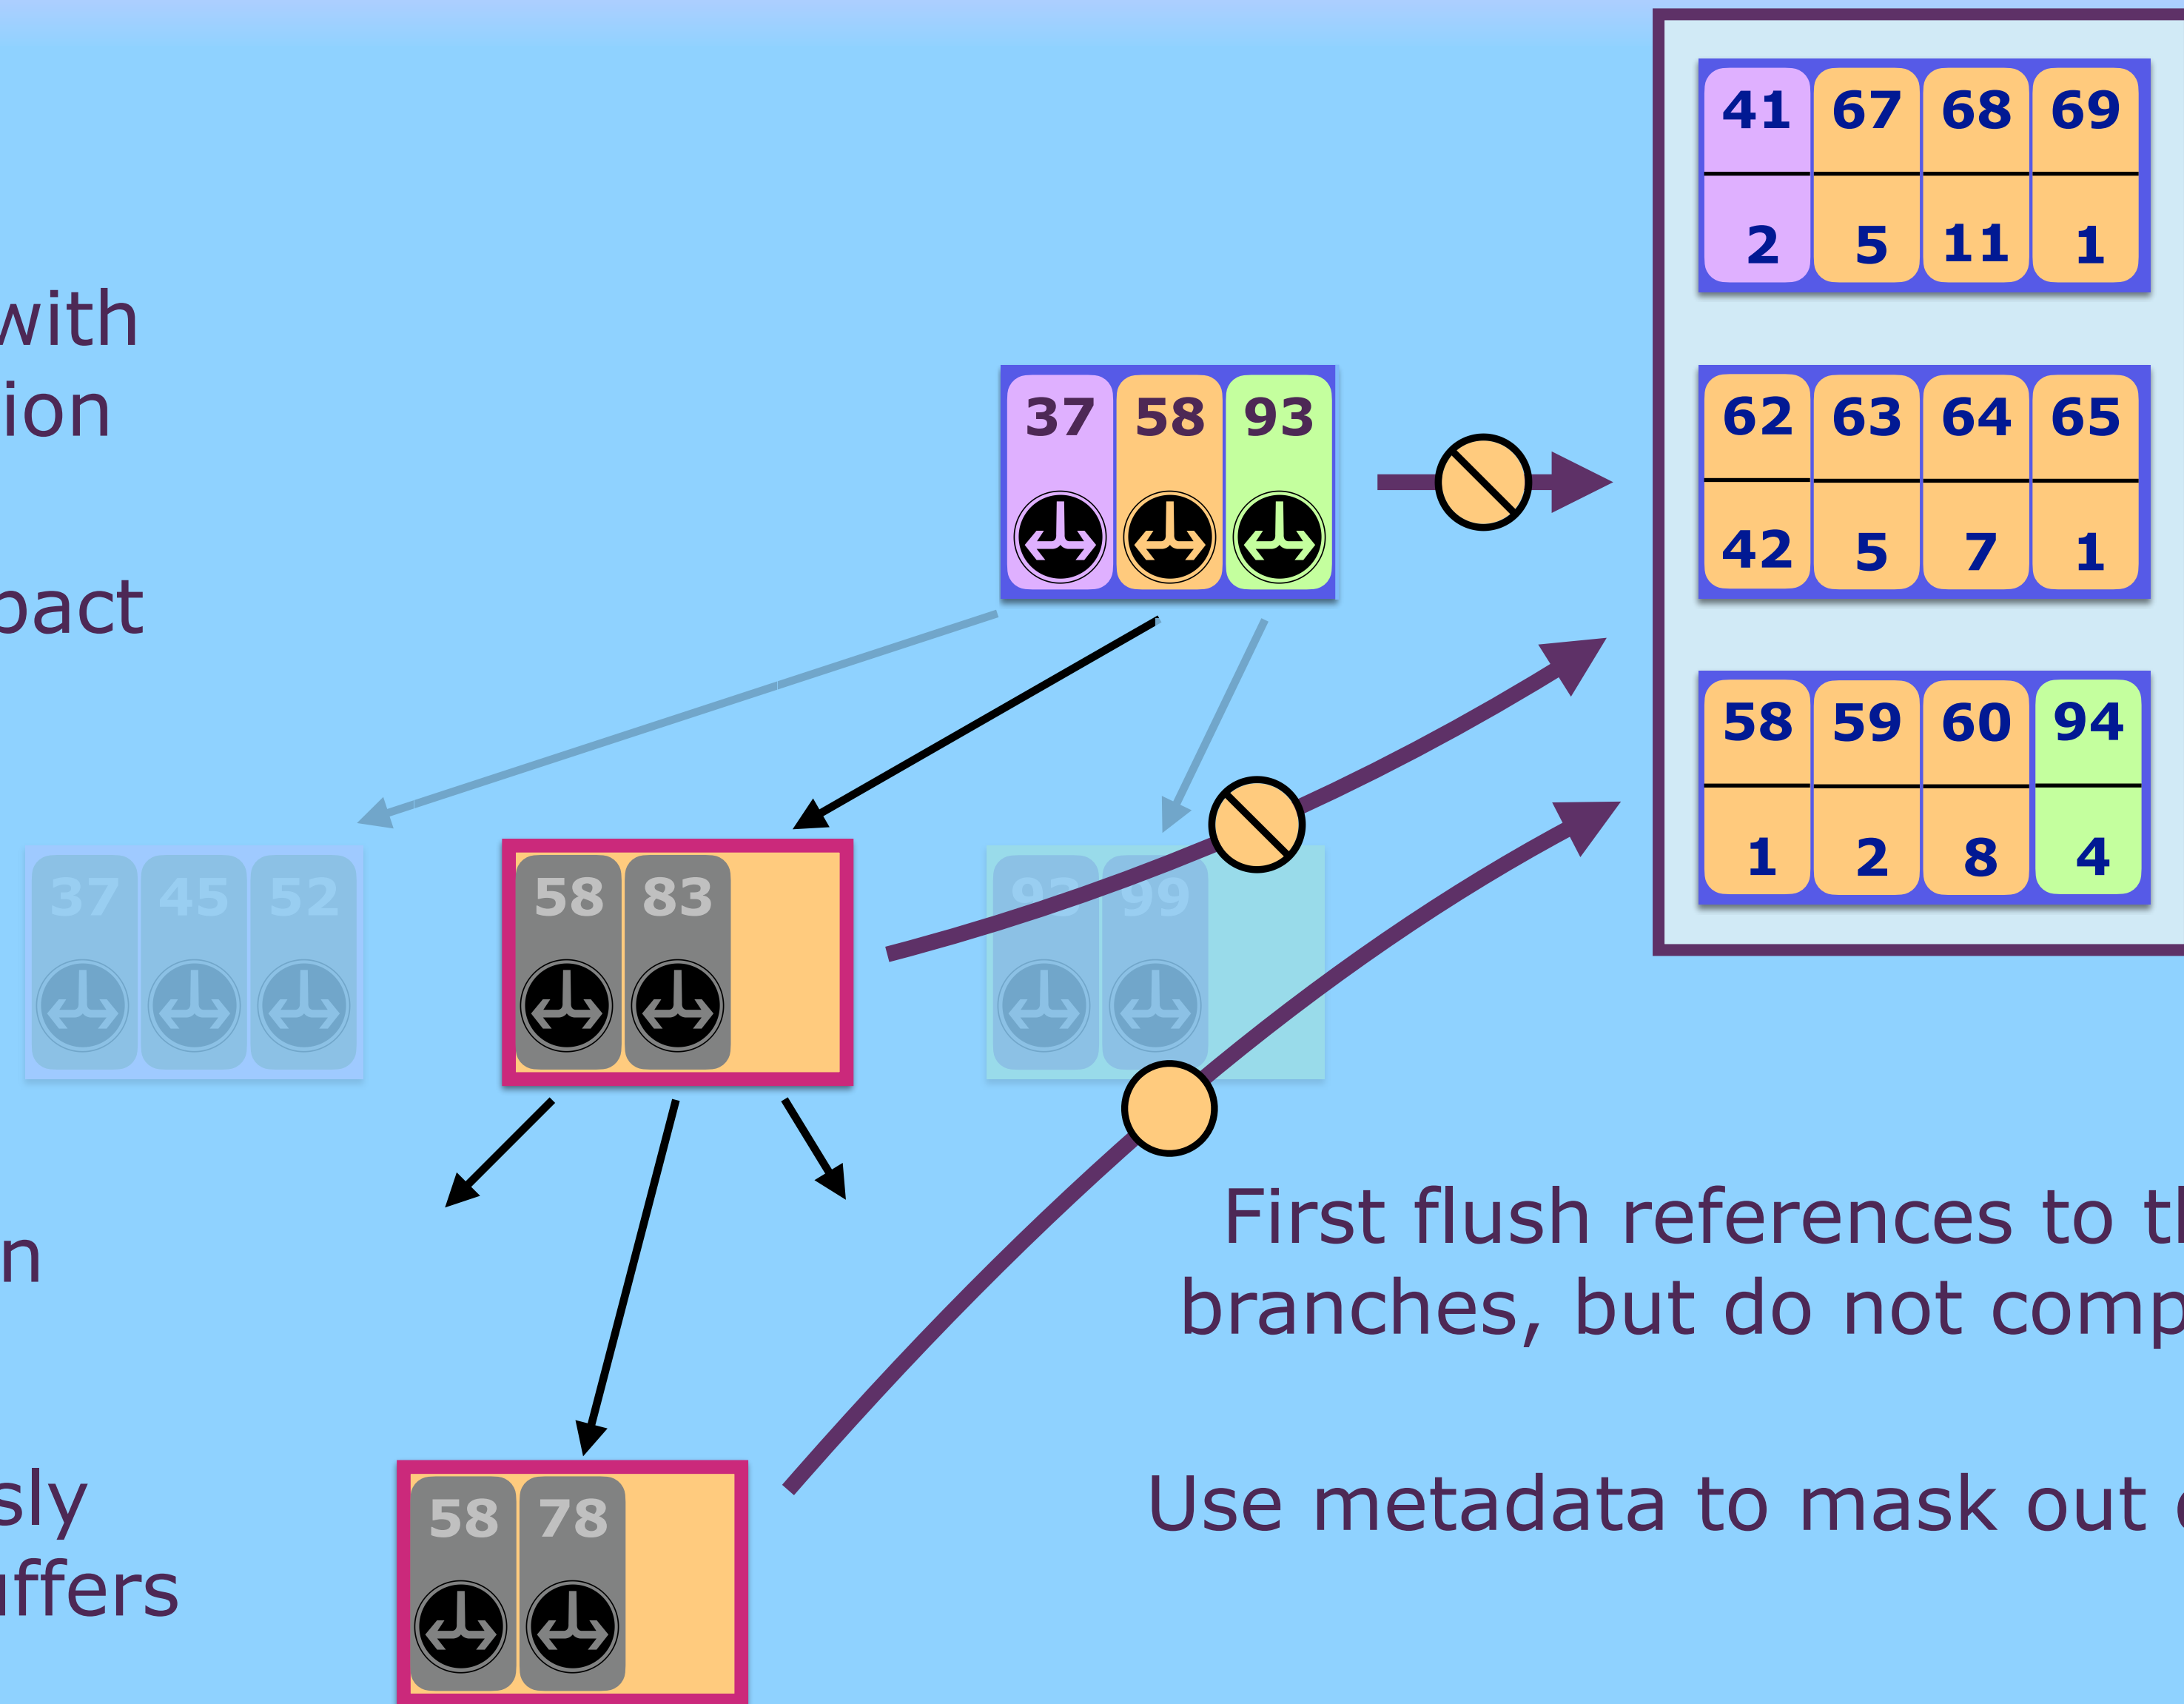 41 67 68 69
2 5 11 1
with
ion
37 58 93
62 63 64 65
42 5 7 1
pact
58 59 60 94
1 2 8 4
37 45 52
58 83
93 99
First flush references to th
branches, but do not comp
n
58 78
sly
Use metadata to mask out
uffers